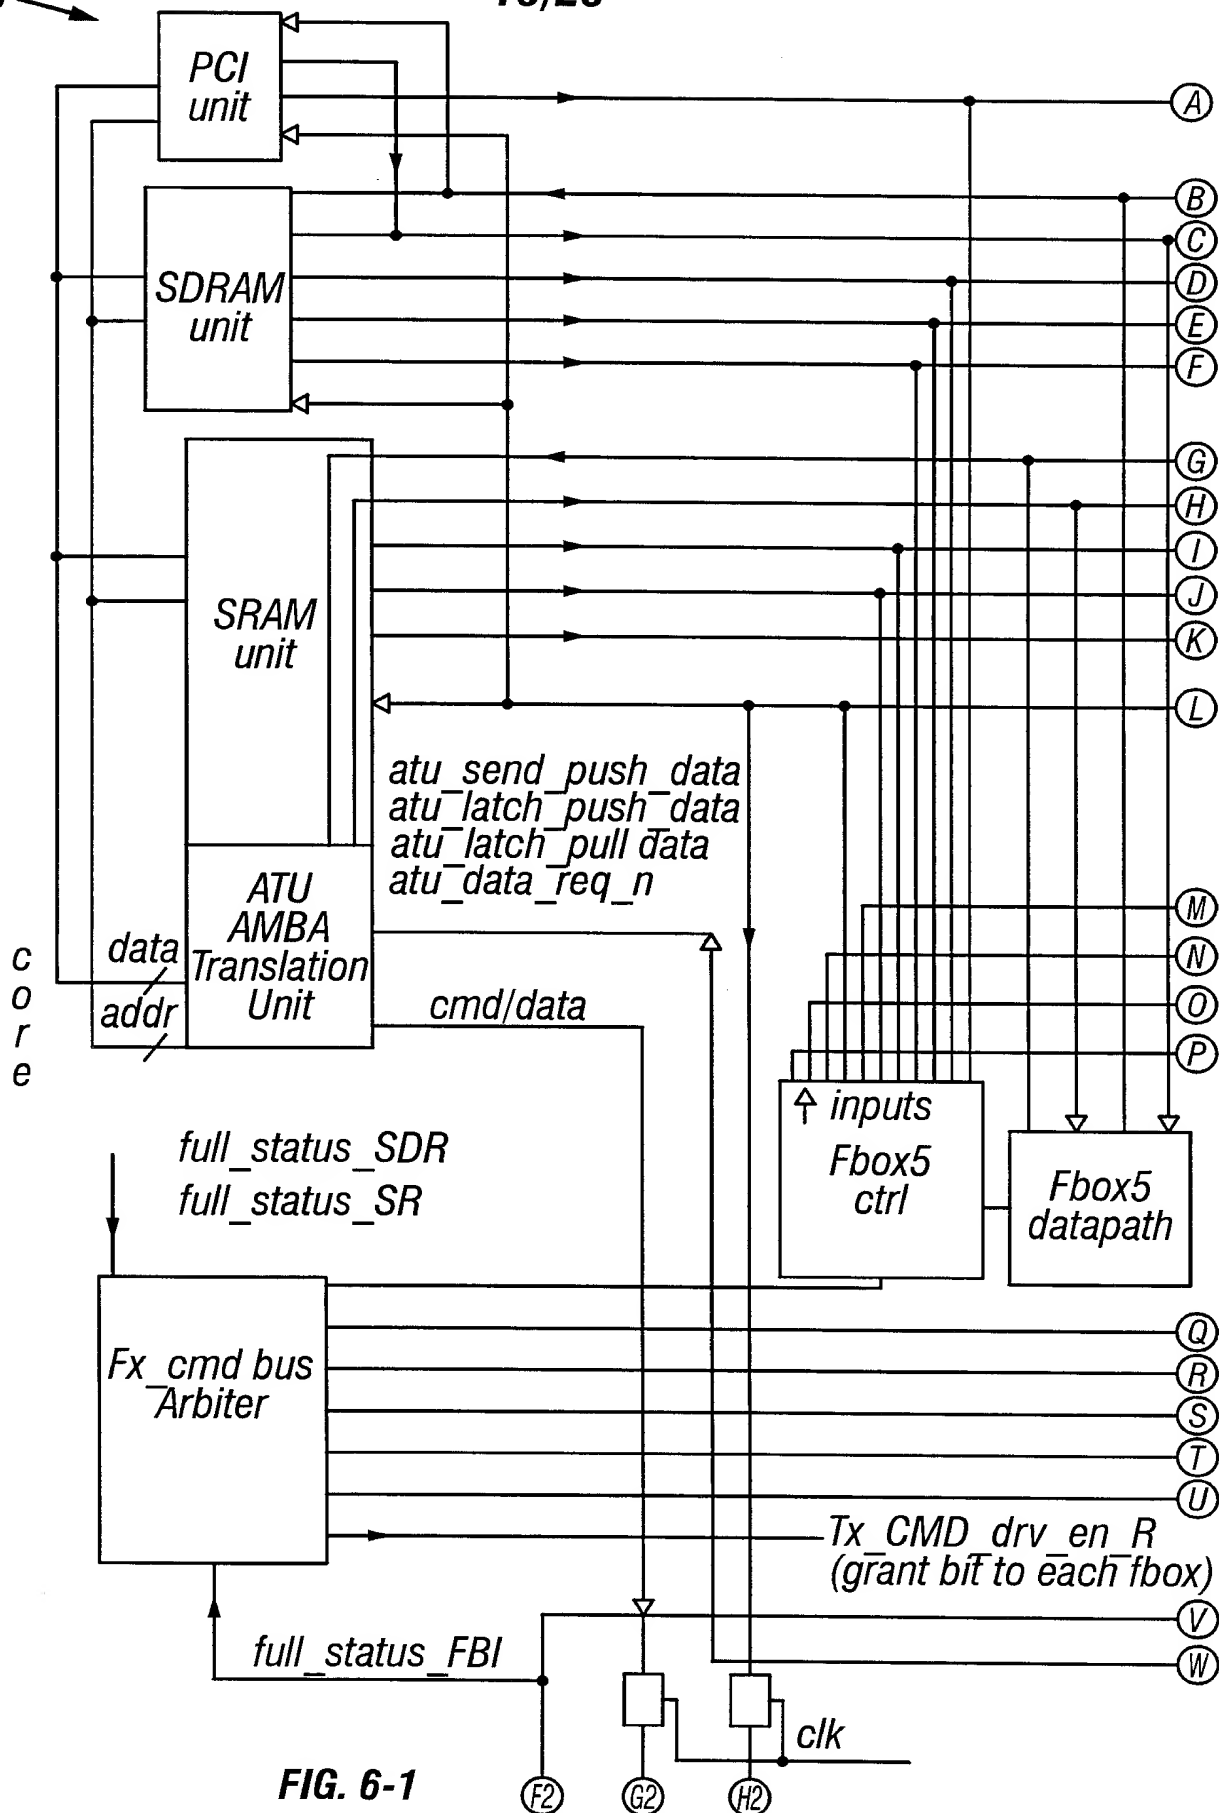 PCI
unit
A
B
C
SDRAM
unit
D
E
F
G
H
I
SRAM
unit
J
K
L
atu_send_push_data
atu_latch_push_data
atu_latch_pull data
atu_data_req_n
ATU
AMBA
Translation
Unit
core
data
addr
cmd/data
M
N
O
P
inputs
Fbox5
ctrl
Fbox5
datapath
full_status_SDR
full_status_SR
Fx_cmd bus
Arbiter
Q
R
S
T
U
Tx_CMD_drv_en_R
(grant bit to each fbox)
V
full_status_FBI
W
clk
FIG. 6-1
F2
G2
H2